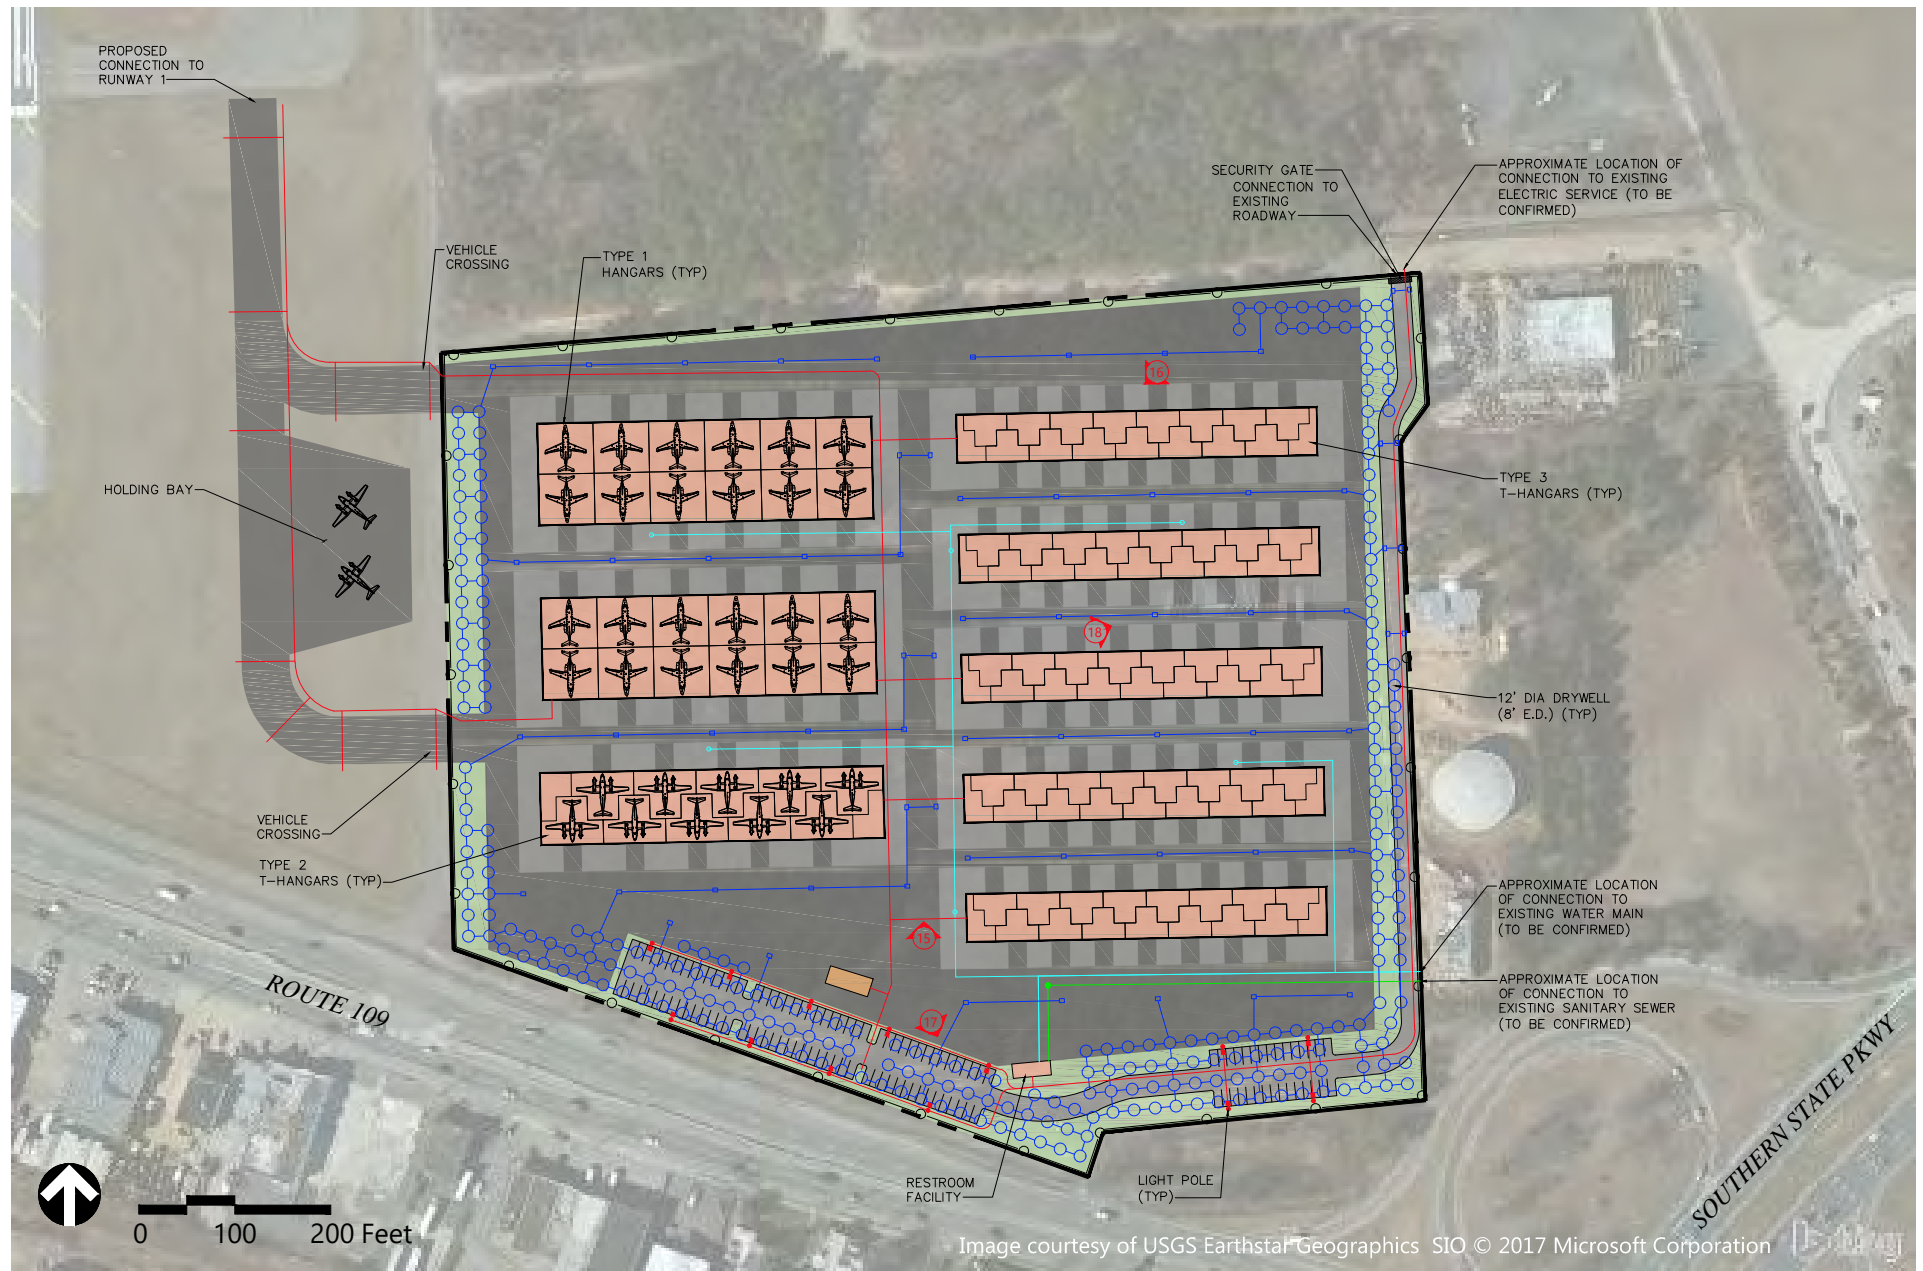 PROPOSED
CONNECTION TO
RUNWAY 1
SECURITY GATE
CONNECTION TO
EXISTING
ROADWAY
APPROXIMATE LOCATION OF
CONNECTION TO EXISTING
ELECTRIC SERVICE (TO BE
CONFIRMED)
VEHICLE
CROSSING
TYPE 1
HANGARS (TYP)
16
HOLDING BAY
TYPE 3
T-HANGARS (TYP)
18
12' DIA DRYWELL
(8' E.D.) (TYP)
VEHICLE
CROSSING
TYPE 2
T-HANGARS (TYP)
APPROXIMATE LOCATION
OF CONNECTION TO
EXISTING WATER MAIN
(TO BE CONFIRMED)
15
APPROXIMATE LOCATION
OF CONNECTION TO
EXISTING SANITARY SEWER
(TO BE CONFIRMED)
ROUTE 109
17
SOUTHERN STATE PKWY
RESTROOM
FACILITY
LIGHT POLE
(TYP)
0 100 200 Feet
Image courtesy of USGS Earthstar Geographics SIO © 2017 Microsoft Corporation